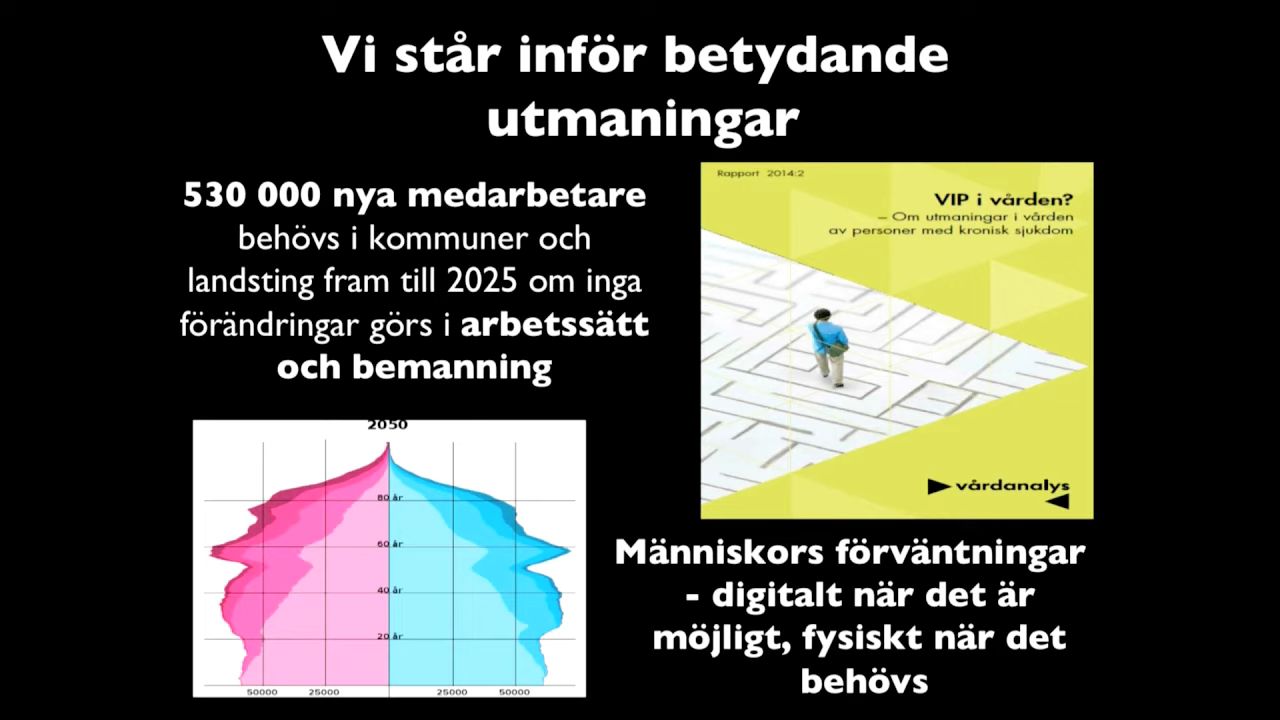 Vi står inför betydande
utmaningar
530 000 nya medarbetare
behövs i kommuner och
landsting fram till 2025 om inga
förändringar görs i arbetssätt
och bemanning
Rapport 2014:2
VIP i vården?
– Om utmaningar i vården
av personer med kronisk sjukdom
vårdanalys
2050
80 år
60 år
40 år
20 år
50000 25000 25000 50000
Människors förväntningar
- digitalt när det är
möjligt, fysiskt när det
behövs